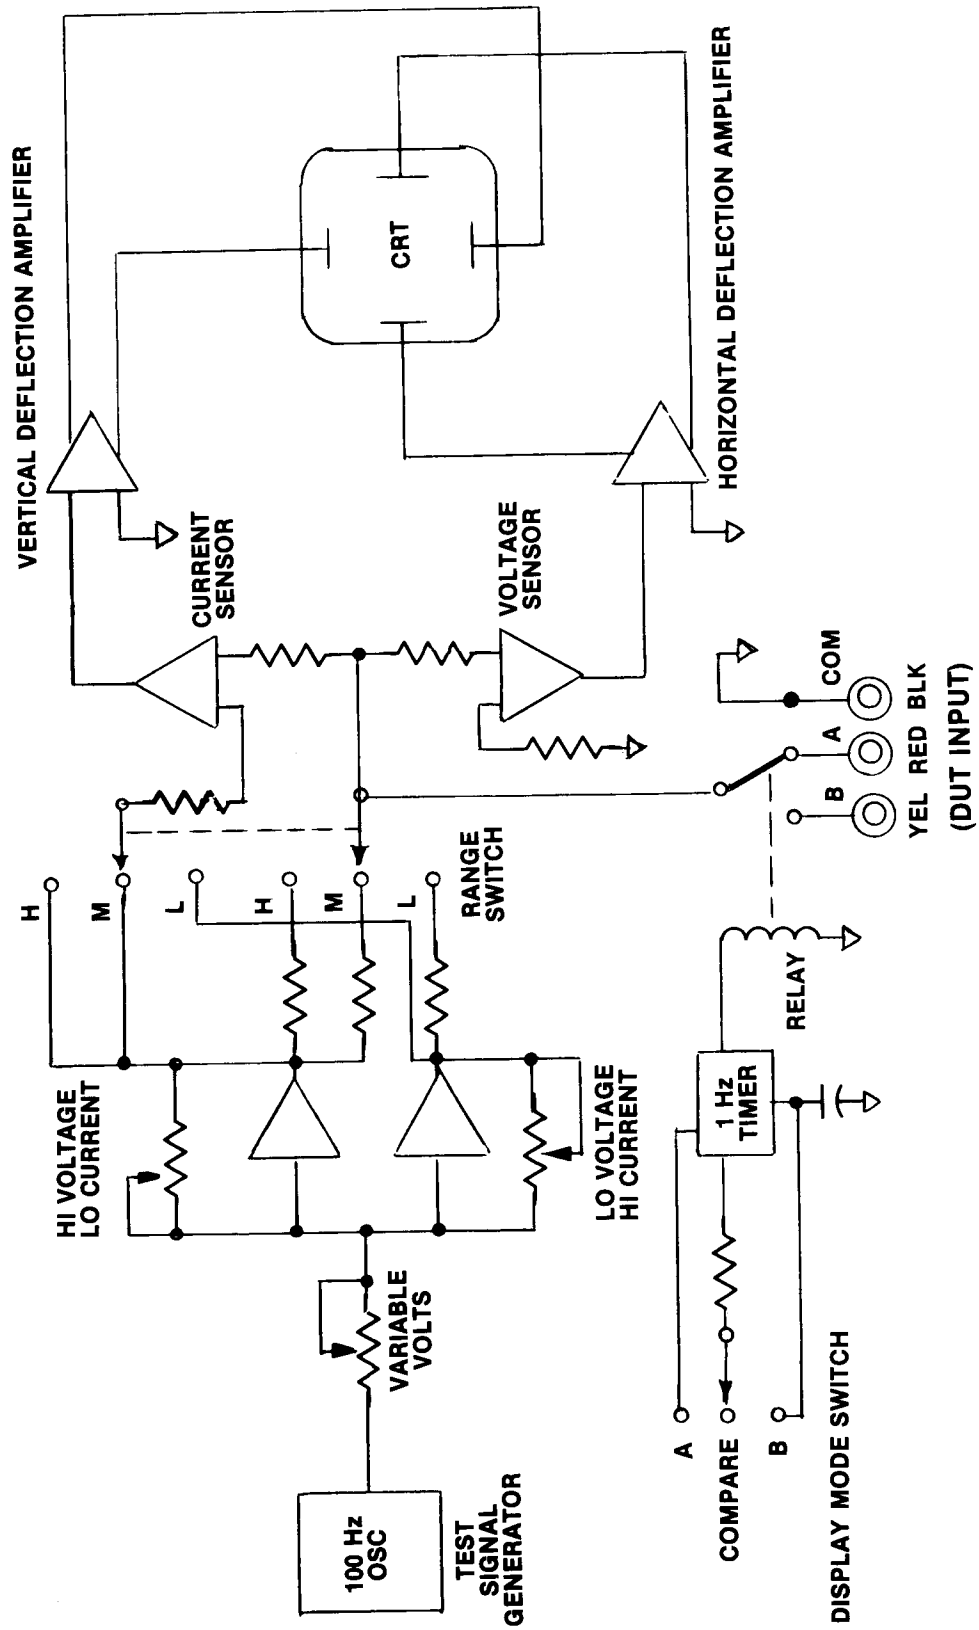 VERTICAL DEFLECTION AMPLIFIER
HORIZONTAL DEFLECTION AMPLIFIER
CRT
CURRENT
SENSOR
VOLTAGE
SENSOR
H
M
L
H
M
L
RANGE
SWITCH
HI VOLTAGE
LO CURRENT
LO VOLTAGE
HI CURRENT
VARIABLE
VOLTS
100 Hz
OSC
TEST
SIGNAL
GENERATOR
B
A
COM
YEL RED BLK
(DUT INPUT)
RELAY
1 Hz
TIMER
A
COMPARE
B
DISPLAY MODE SWITCH